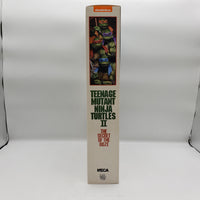 TEENAGE
MUTANT
NINJA
TURTLES
II
THE
SECRET
OF THE
OOZE
NECA